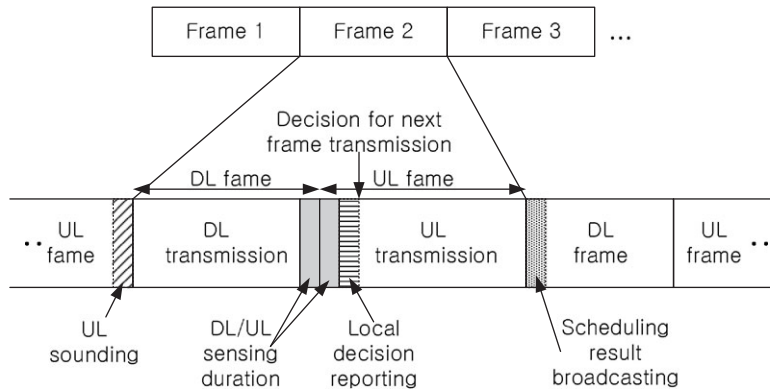 Frame 1
Frame 2
Frame 3
...
Decision for next
frame transmission
DL fame
UL fame
..
UL
fame
DL
transmission
UL
transmission
DL
frame
UL
frame
..
UL
sounding
DL/UL
sensing
duration
Local
decision
reporting
Scheduling
result
broadcasting